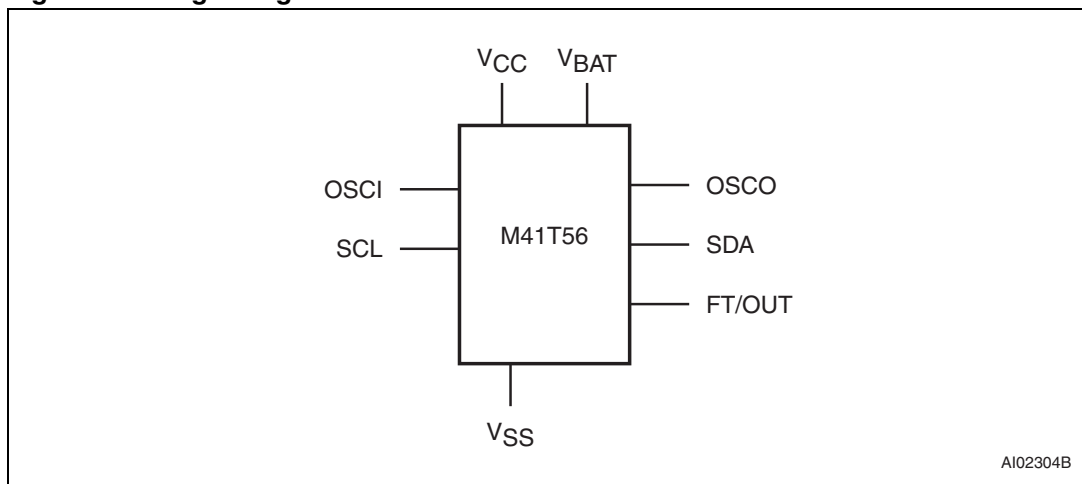 VCC VBAT
OSCI OSCO
M41T56
SCL SDA
FT/OUT
VSS
AI02304B